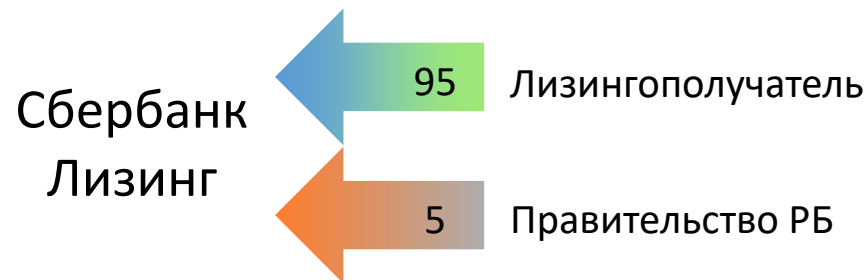 Сбербанк
Лизинг
95
Лизингополучатель
5
Правительство РБ